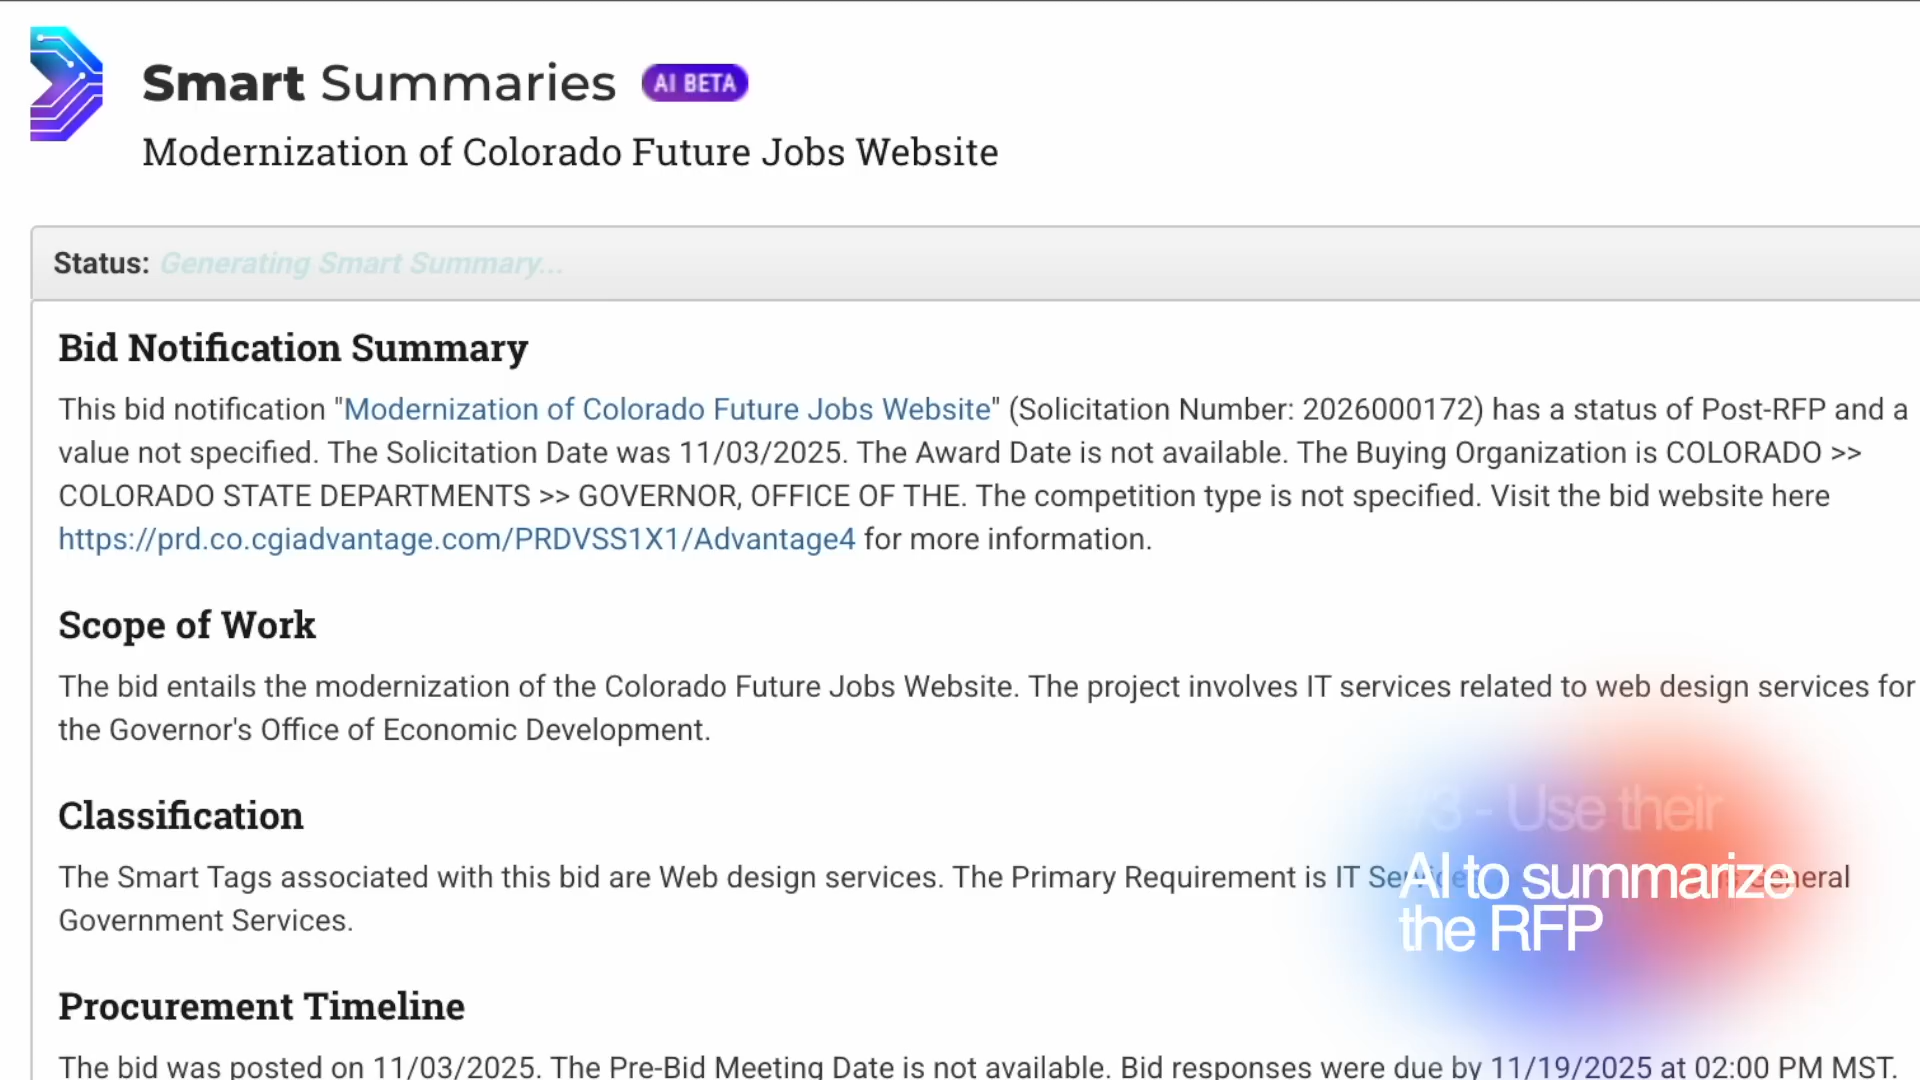 Smart Summaries AI BETA
Modernization of Colorado Future Jobs Website
Status: Generating Smart Summary...
Bid Notification Summary
This bid notification "Modernization of Colorado Future Jobs Website" (Solicitation Number: 2026000172) has a status of Post-RFP and a
value not specified. The Solicitation Date was 11/03/2025. The Award Date is not available. The Buying Organization is COLORADO >>
COLORADO STATE DEPARTMENTS >> GOVERNOR, OFFICE OF THE. The competition type is not specified. Visit the bid website here
https://prd.co.cgiadvantage.com/PRDVSS1X1/Advantage4 for more information.
Scope of Work
The bid entails the modernization of the Colorado Future Jobs Website. The project involves IT services related to web design services for
the Governor's Office of Economic Development.
Classification
The Smart Tags associated with this bid are Web design services. The Primary Requirement is IT General
Government Services.
#3 - Use their
AI to summarize
the RFP
Procurement Timeline
The bid was posted on 11/03/2025. The Pre-Bid Meeting Date is not available. Bid responses were due by 11/19/2025 at 02:00 PM MST.